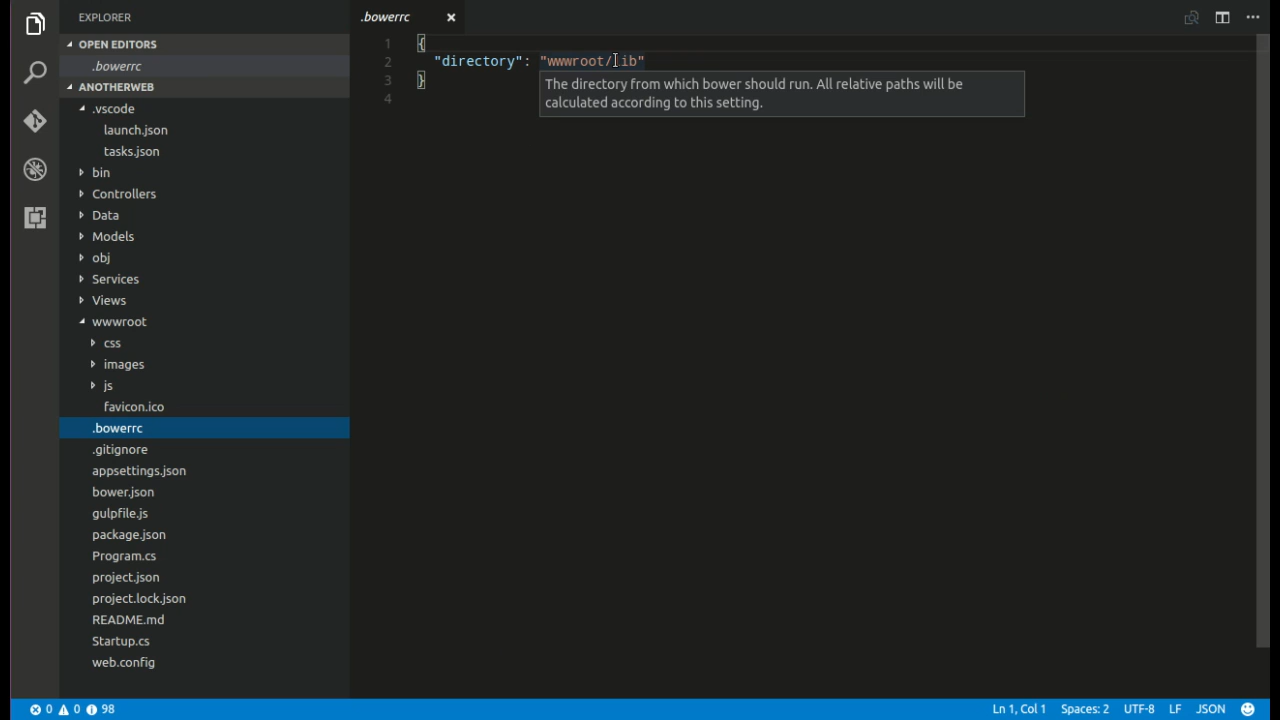 EXPLORER
OPEN EDITORS
.bowerrc
ANOTHERWEB
.vscode
launch.json
tasks.json
bin
Controllers
Data
Models
obj
Services
Views
wwwroot
css
images
js
favicon.ico
.bowerrc
.gitignore
appsettings.json
bower.json
gulpfile.js
package.json
Program.cs
project.json
project.lock.json
README.md
Startup.cs
web.config
.bowerrc
1 {
2 "directory": "wwwroot/lib"
3 }
4
The directory from which bower should run. All relative paths will be
calculated according to this setting.
0 0 98 Ln 1, Col 1 Spaces: 2 UTF-8 LF JSON